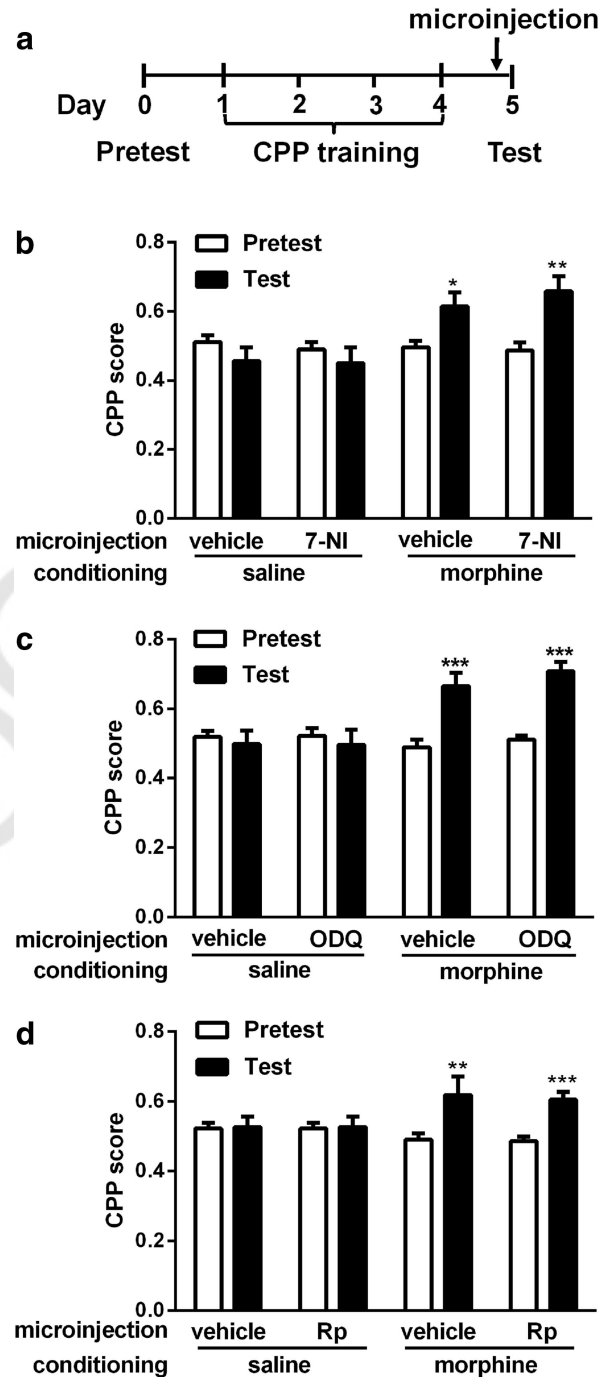 a
microinjection
Day 0 1 2 3 4 5
Pretest CPP training Test
b
CPP score
0.8
0.6
0.4
0.2
0.0
Pretest
Test
* **
microinjection vehicle 7-NI vehicle 7-NI
conditioning saline morphine
c
CPP score
0.8
0.6
0.4
0.2
0.0
Pretest
Test
*** ***
microinjection vehicle ODQ vehicle ODQ
conditioning saline morphine
d
CPP score
0.8
0.6
0.4
0.2
0.0
Pretest
Test
** ***
microinjection vehicle Rp vehicle Rp
conditioning saline morphine